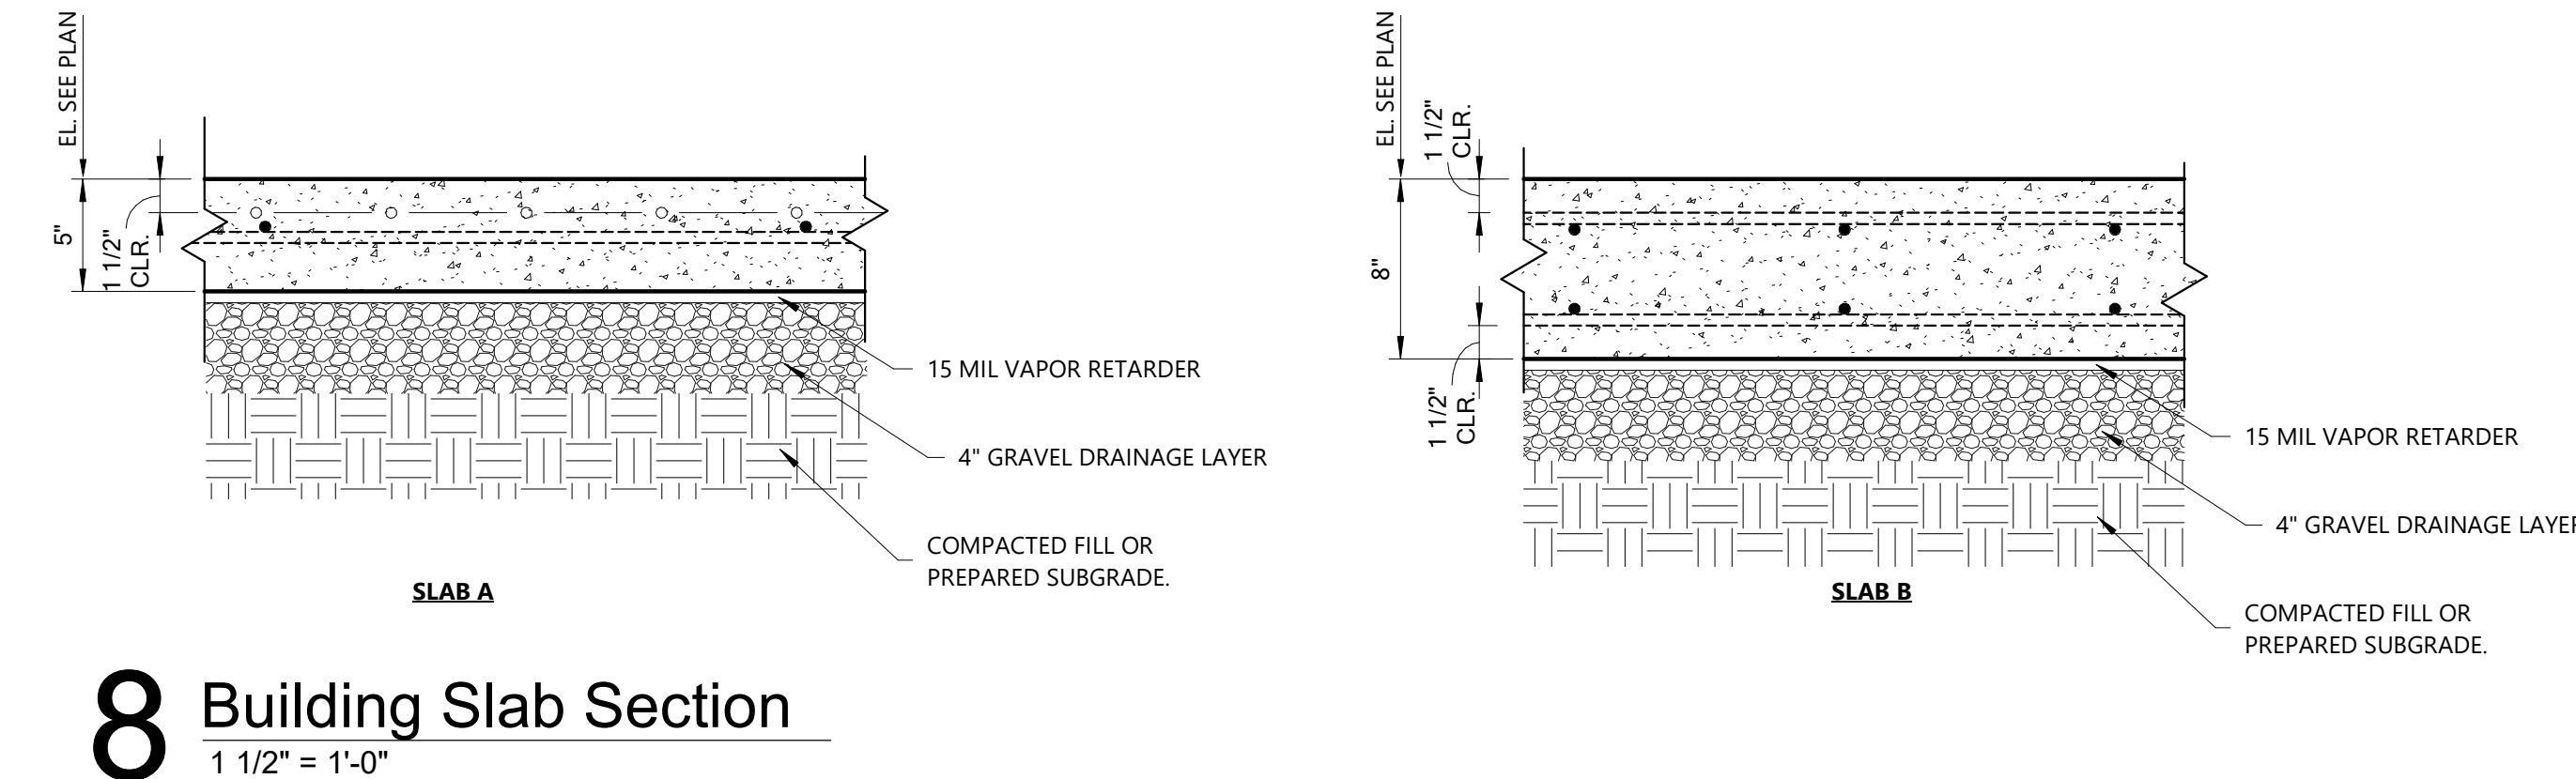 EL. SEE PLAN
5"
1 1/2"
CLR.
15 MIL VAPOR RETARDER
4" GRAVEL DRAINAGE LAYER
COMPACTED FILL OR
PREPARED SUBGRADE.
SLAB A
EL. SEE PLAN
1 1/2"
CLR.
8"
1 1/2"
CLR.
15 MIL VAPOR RETARDER
4" GRAVEL DRAINAGE LAYER
COMPACTED FILL OR
PREPARED SUBGRADE.
SLAB B
8 Building Slab Section
1 1/2" = 1'-0"